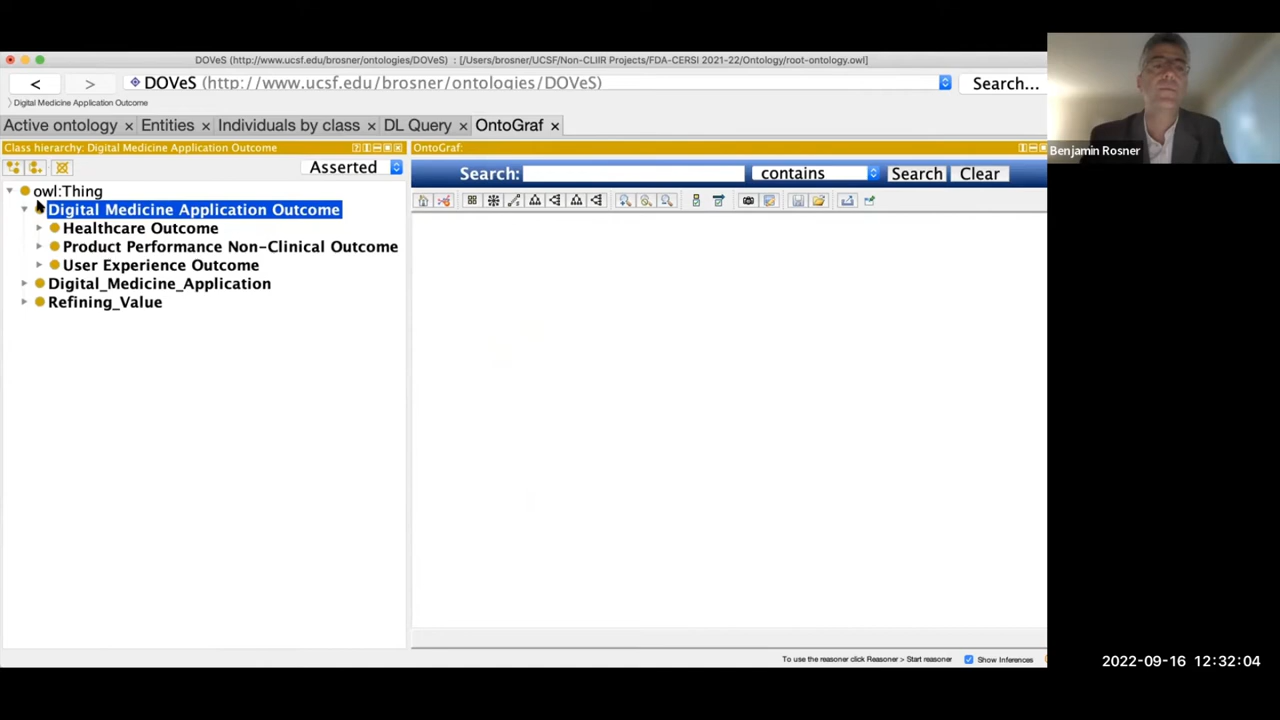 DOVeS (http://www.ucsf.edu/brosner/ontologies/DOVeS) : [/Users/brosner/UCSF/Non-CLIIR Projects/FDA-CERSI 2021-22/Ontology/root-ontology.owl]
< > DOVeS (http://www.ucsf.edu/brosner/ontologies/DOVeS) Search...
Digital Medicine Application Outcome
Active ontology × Entities × Individuals by class × DL Query × OntoGraf ×
Class hierarchy: Digital Medicine Application Outcome
OntoGraf:
Benjamin Rosner
Asserted
Search: contains Search Clear
owl:Thing
Digital Medicine Application Outcome
Healthcare Outcome
Product Performance Non-Clinical Outcome
User Experience Outcome
Digital_Medicine_Application
Refining_Value
To use the reasoner click Reasoner > Start reasoner Show Inferences
2022-09-16 12:32:04